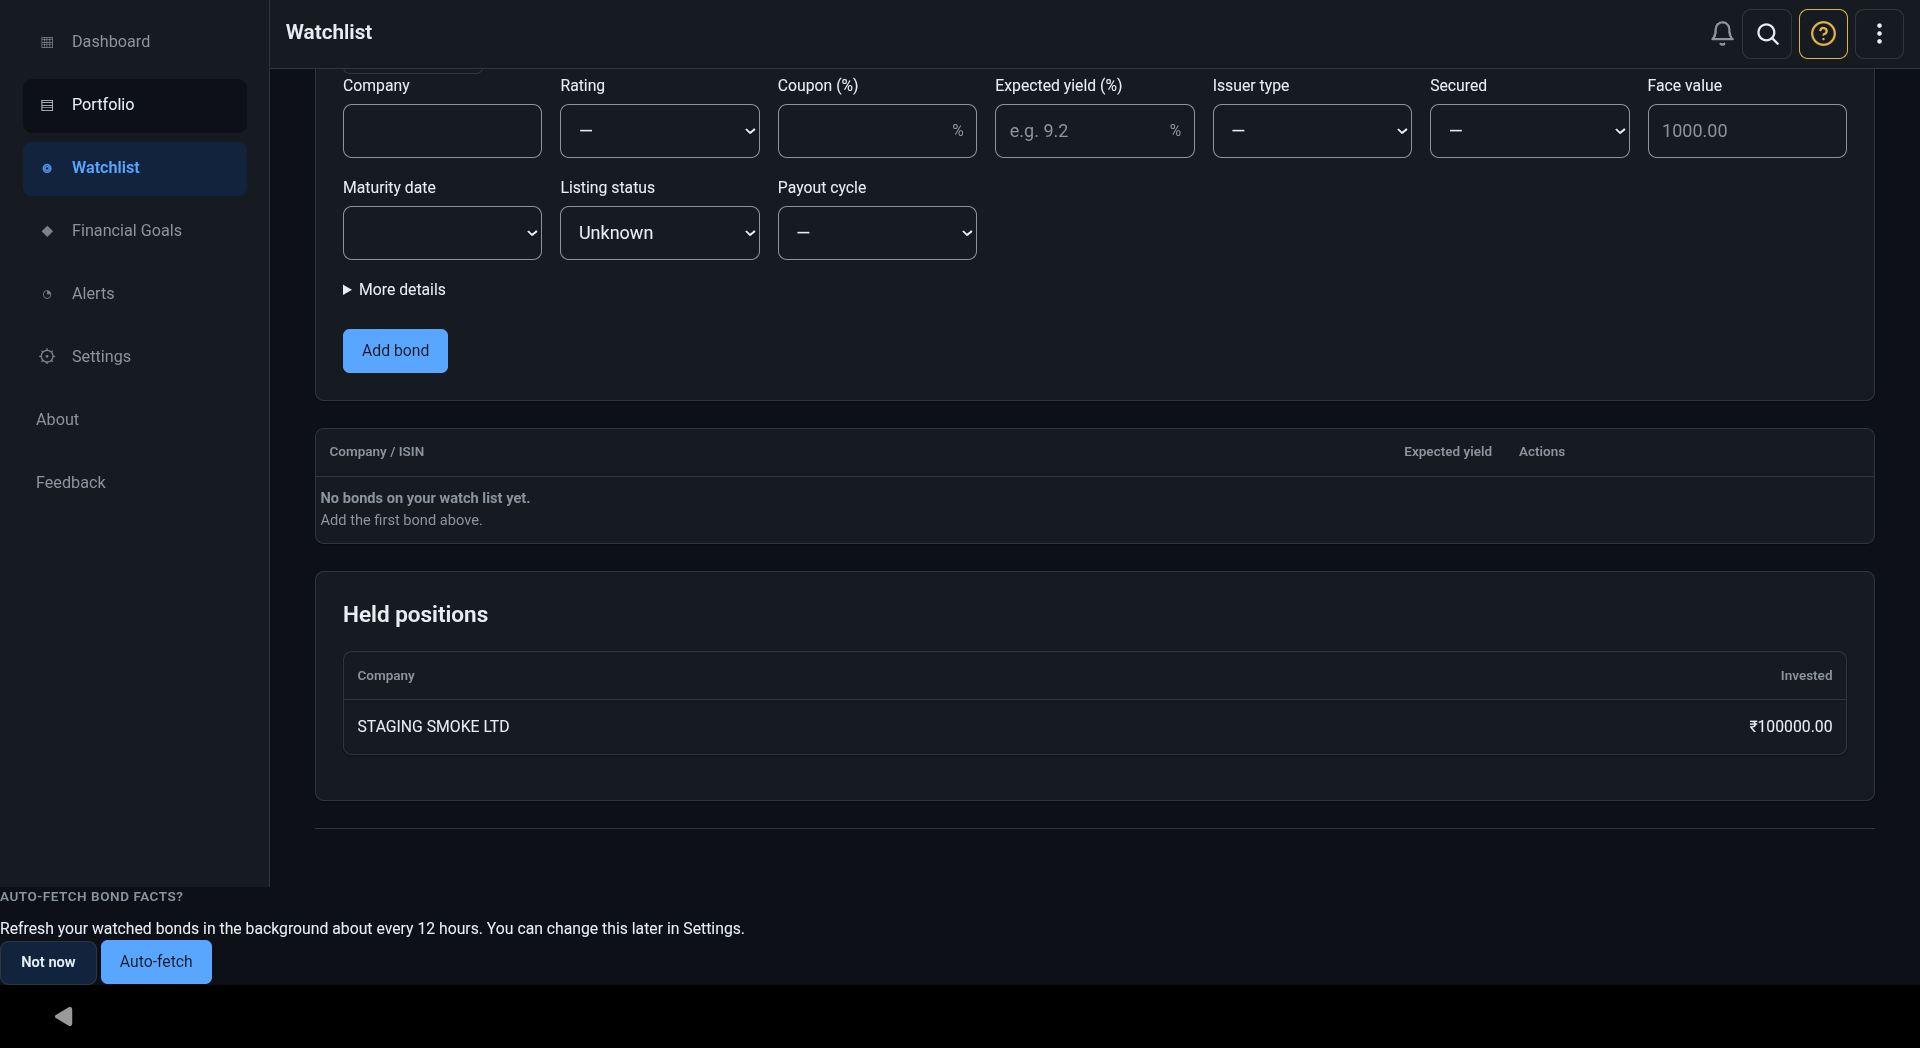 Dashboard
Portfolio
Watchlist
Financial Goals
Alerts
Settings
About
Feedback
Watchlist
Company
Rating
Coupon (%)
Expected yield (%)
Issuer type
Secured
Face value
—
%
e.g. 9.2
%
—
—
1000.00
Maturity date
Listing status
Payout cycle
Unknown
—
More details
Add bond
Company / ISIN
Expected yield
Actions
No bonds on your watch list yet.
Add the first bond above.
Held positions
Company
Invested
STAGING SMOKE LTD
₹100000.00
AUTO-FETCH BOND FACTS?
Refresh your watched bonds in the background about every 12 hours. You can change this later in Settings.
Not now
Auto-fetch